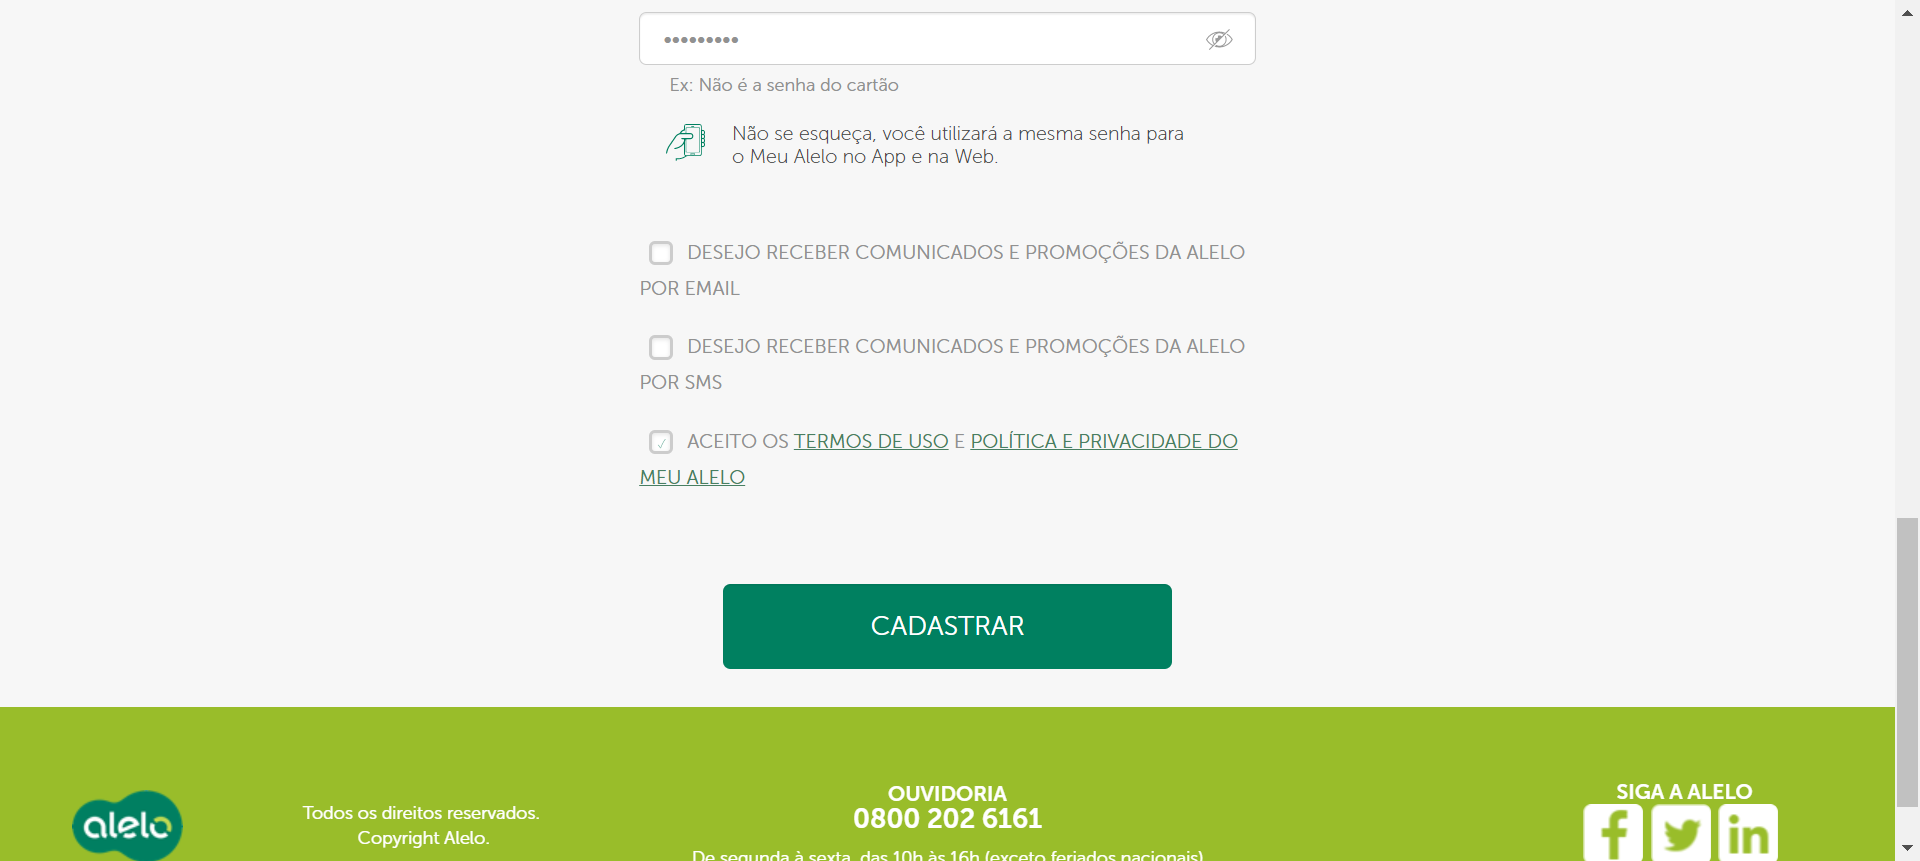 •••••••••
Ex: Não é a senha do cartão
Não se esqueça, você utilizará a mesma senha para
o Meu Alelo no App e na Web.
DESEJO RECEBER COMUNICADOS E PROMOÇÕES DA ALELO
POR EMAIL
DESEJO RECEBER COMUNICADOS E PROMOÇÕES DA ALELO
POR SMS
ACEITO OS TERMOS DE USO E POLÍTICA E PRIVACIDADE DO
MEU ALELO
CADASTRAR
alelo
Todos os direitos reservados.
Copyright Alelo.
OUVIDORIA
0800 202 6161
De segunda à sexta, das 10h às 16h (exceto feriados nacionais)
SIGA A ALELO
f
in